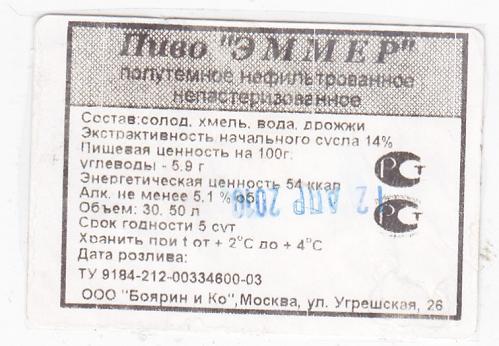 Пиво "ЭММЕР"
полутемное нефильтрованное
непастеризованное
Состав:солод, хмель, вода, дрожжи
Экстрактивность начального сусла 14%
Пищевая ценность на 100г:
углеводы - 5,9 г
Энергетическая ценность 54 ккал
Алк. не менее 5,1 % об.
Объем: 30, 50 л
Срок годности 5 сут
Хранить при t от + 2°С до + 4°С
Дата розлива:
ТУ 9184-212-00334600-03
ООО "Боярин и Ко", Москва, ул. Угрешская, 26
РСТ
РСТ
АПР